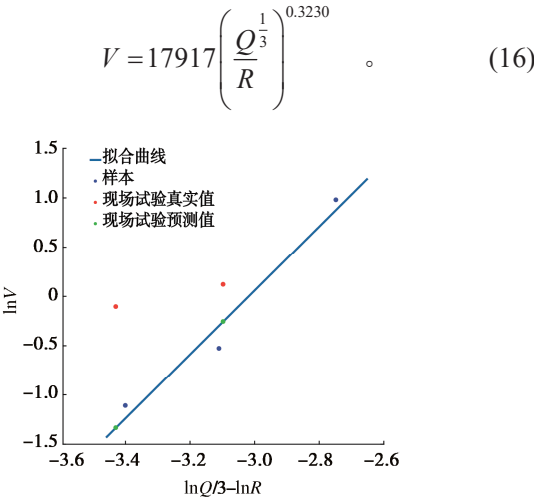 V = 17917(Q^{1/3}/R)^{0.3230} 。 (16)
1.5
1.0
0.5
0
−0.5
−1.0
−1.5
lnV
拟合曲线
样本
现场试验真实值
现场试验预测值
−3.6 −3.4 −3.2 −3.0 −2.8 −2.6
lnQ/3−lnR